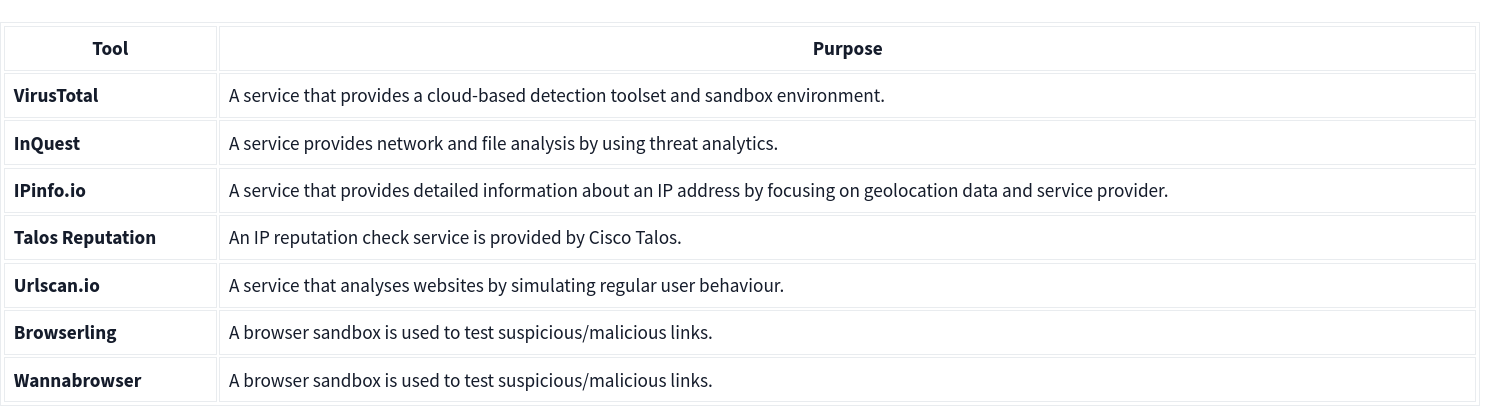 Tool Purpose
VirusTotal A service that provides a cloud-based detection toolset and sandbox environment.
InQuest A service provides network and file analysis by using threat analytics.
IPinfo.io A service that provides detailed information about an IP address by focusing on geolocation data and service provider.
Talos Reputation An IP reputation check service is provided by Cisco Talos.
Urlscan.io A service that analyses websites by simulating regular user behaviour.
Browserling A browser sandbox is used to test suspicious/malicious links.
Wannabrowser A browser sandbox is used to test suspicious/malicious links.